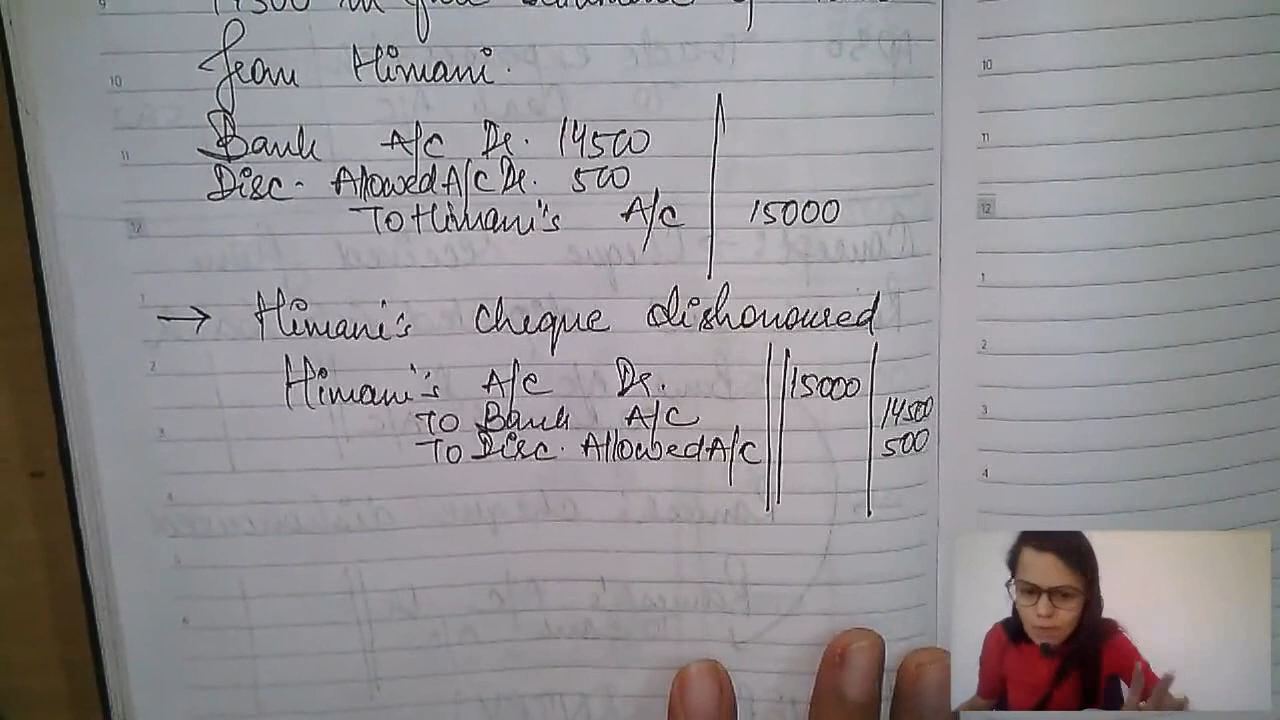 from Himani.
Bank A/C Dr. 14500
Disc. Allowed A/C Dr. 500
To Himani's A/C 15000
→ Himani's cheque dishonoured
Himani's A/C Dr. 15000
To Bank A/C 14500
To Disc. Allowed A/C 500